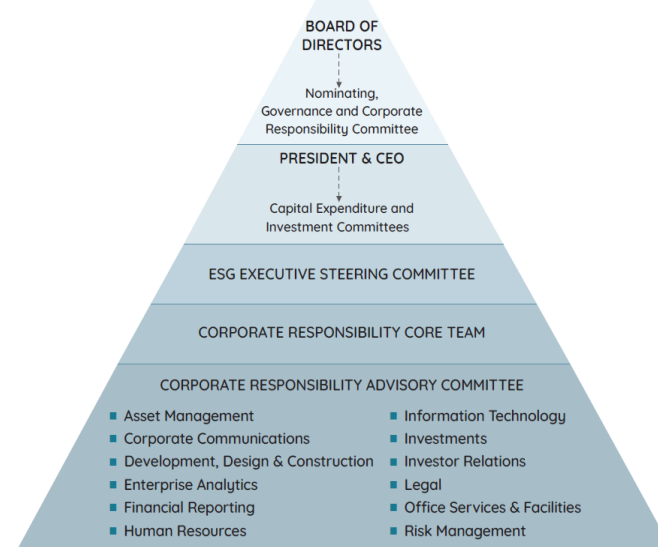 BOARD OF
DIRECTORS
Nominating,
Governance and Corporate
Responsibility Committee
PRESIDENT & CEO
Capital Expenditure and
Investment Committees
ESG EXECUTIVE STEERING COMMITTEE
CORPORATE RESPONSIBILITY CORE TEAM
CORPORATE RESPONSIBILITY ADVISORY COMMITTEE
Asset Management
Corporate Communications
Development, Design & Construction
Enterprise Analytics
Financial Reporting
Human Resources
Information Technology
Investments
Investor Relations
Legal
Office Services & Facilities
Risk Management